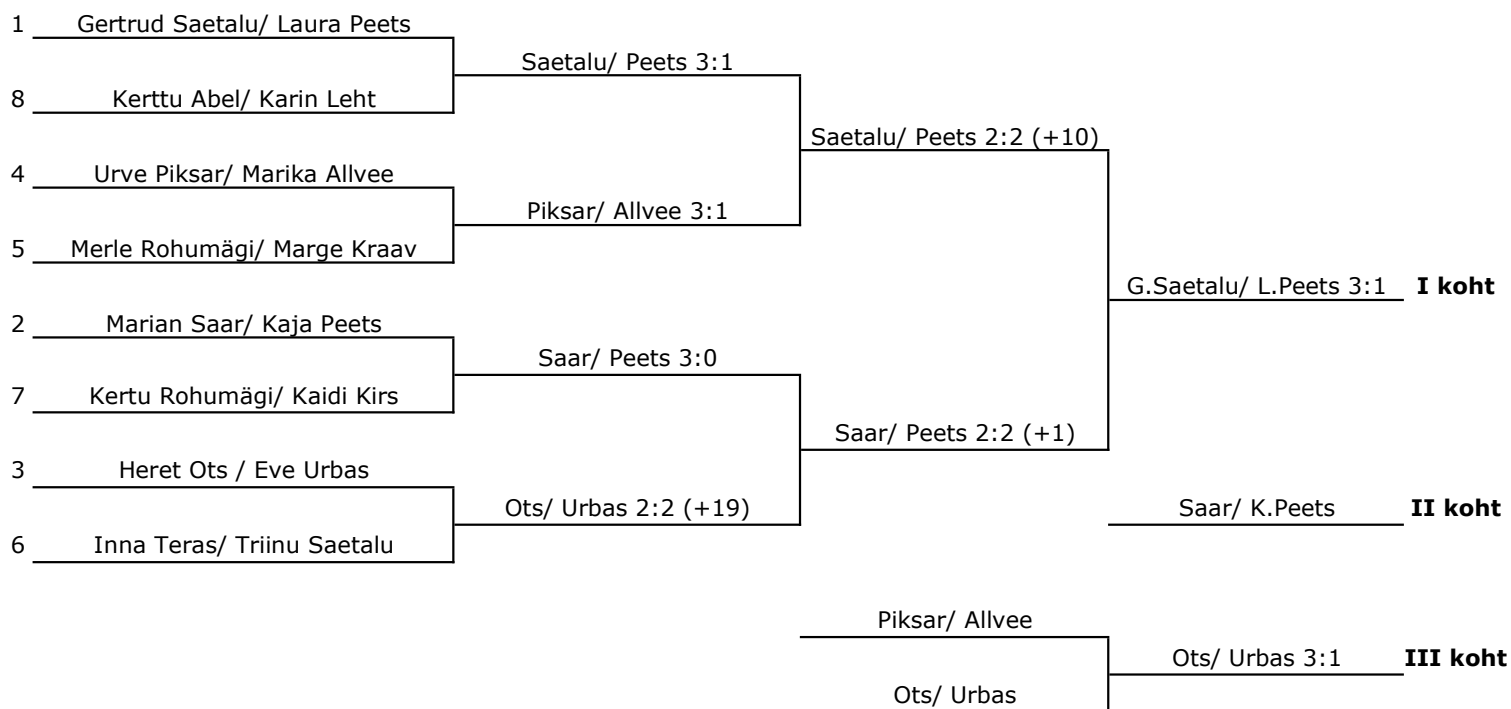 1 Gertrud Saetalu/ Laura Peets
Saetalu/ Peets 3:1
8 Kerttu Abel/ Karin Leht
Saetalu/ Peets 2:2 (+10)
4 Urve Piksar/ Marika Allvee
Piksar/ Allvee 3:1
5 Merle Rohumägi/ Marge Kraav
G.Saetalu/ L.Peets 3:1 I koht
2 Marian Saar/ Kaja Peets
Saar/ Peets 3:0
7 Kertu Rohumägi/ Kaidi Kirs
Saar/ Peets 2:2 (+1)
3 Heret Ots / Eve Urbas
Ots/ Urbas 2:2 (+19)
Saar/ K.Peets II koht
6 Inna Teras/ Triinu Saetalu
Piksar/ Allvee
Ots/ Urbas 3:1 III koht
Ots/ Urbas